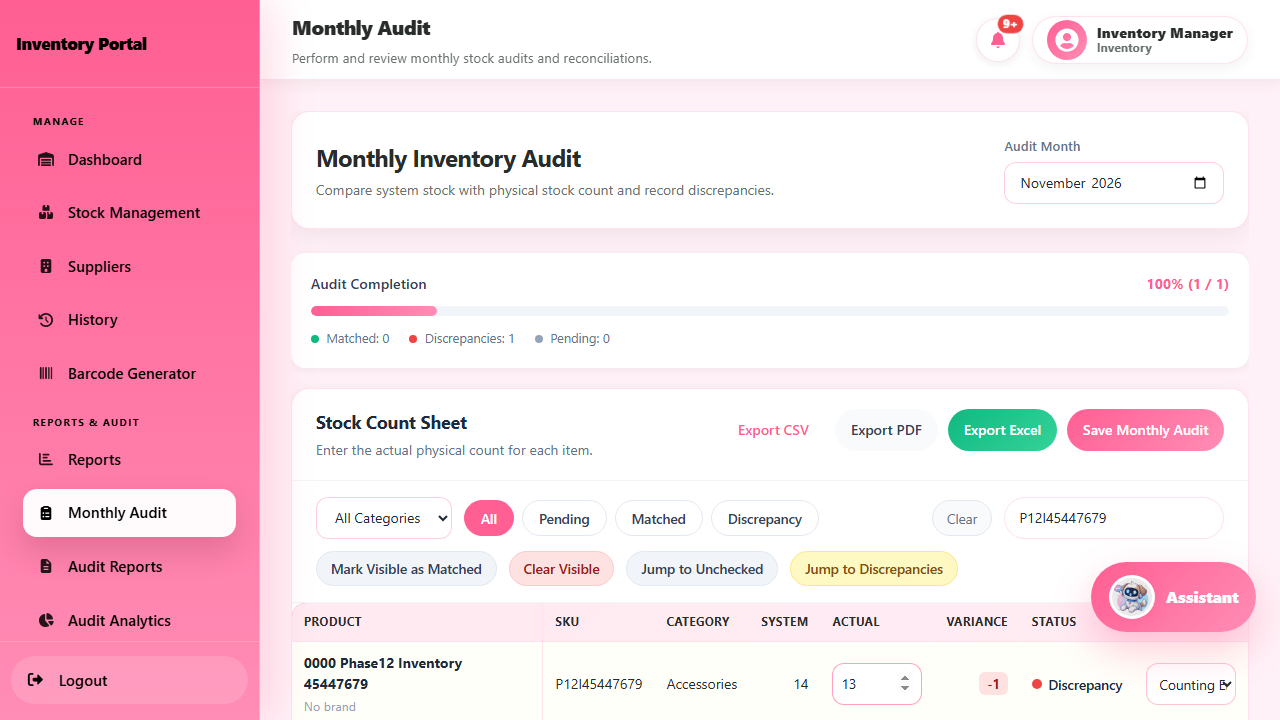 Inventory Portal
MANAGE
Dashboard
Stock Management
Suppliers
History
Barcode Generator
REPORTS & AUDIT
Reports
Monthly Audit
Audit Reports
Audit Analytics
Logout
Monthly Audit
Perform and review monthly stock audits and reconciliations.
9+
Inventory Manager
Inventory
Monthly Inventory Audit
Compare system stock with physical stock count and record discrepancies.
Audit Month
November 2026
Audit Completion
100% (1 / 1)
Matched: 0
Discrepancies: 1
Pending: 0
Stock Count Sheet
Enter the actual physical count for each item.
Export CSV
Export PDF
Export Excel
Save Monthly Audit
All Categories
All
Pending
Matched
Discrepancy
Clear
P12I45447679
Mark Visible as Matched
Clear Visible
Jump to Unchecked
Jump to Discrepancies
Assistant
PRODUCT SKU CATEGORY SYSTEM ACTUAL VARIANCE STATUS
0000 Phase12 Inventory
45447679
No brand
P12I45447679
Accessories
14
13
-1
Discrepancy
Counting